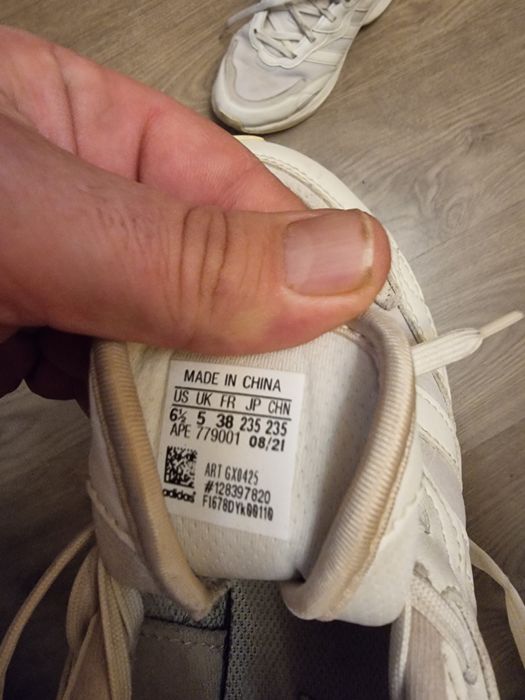 MADE IN CHINA
US UK FR JP CHN
6½ 5 38 235 235
APE 779001 08/21
ART GX0425
#128397820
adidas FI678DYk00110